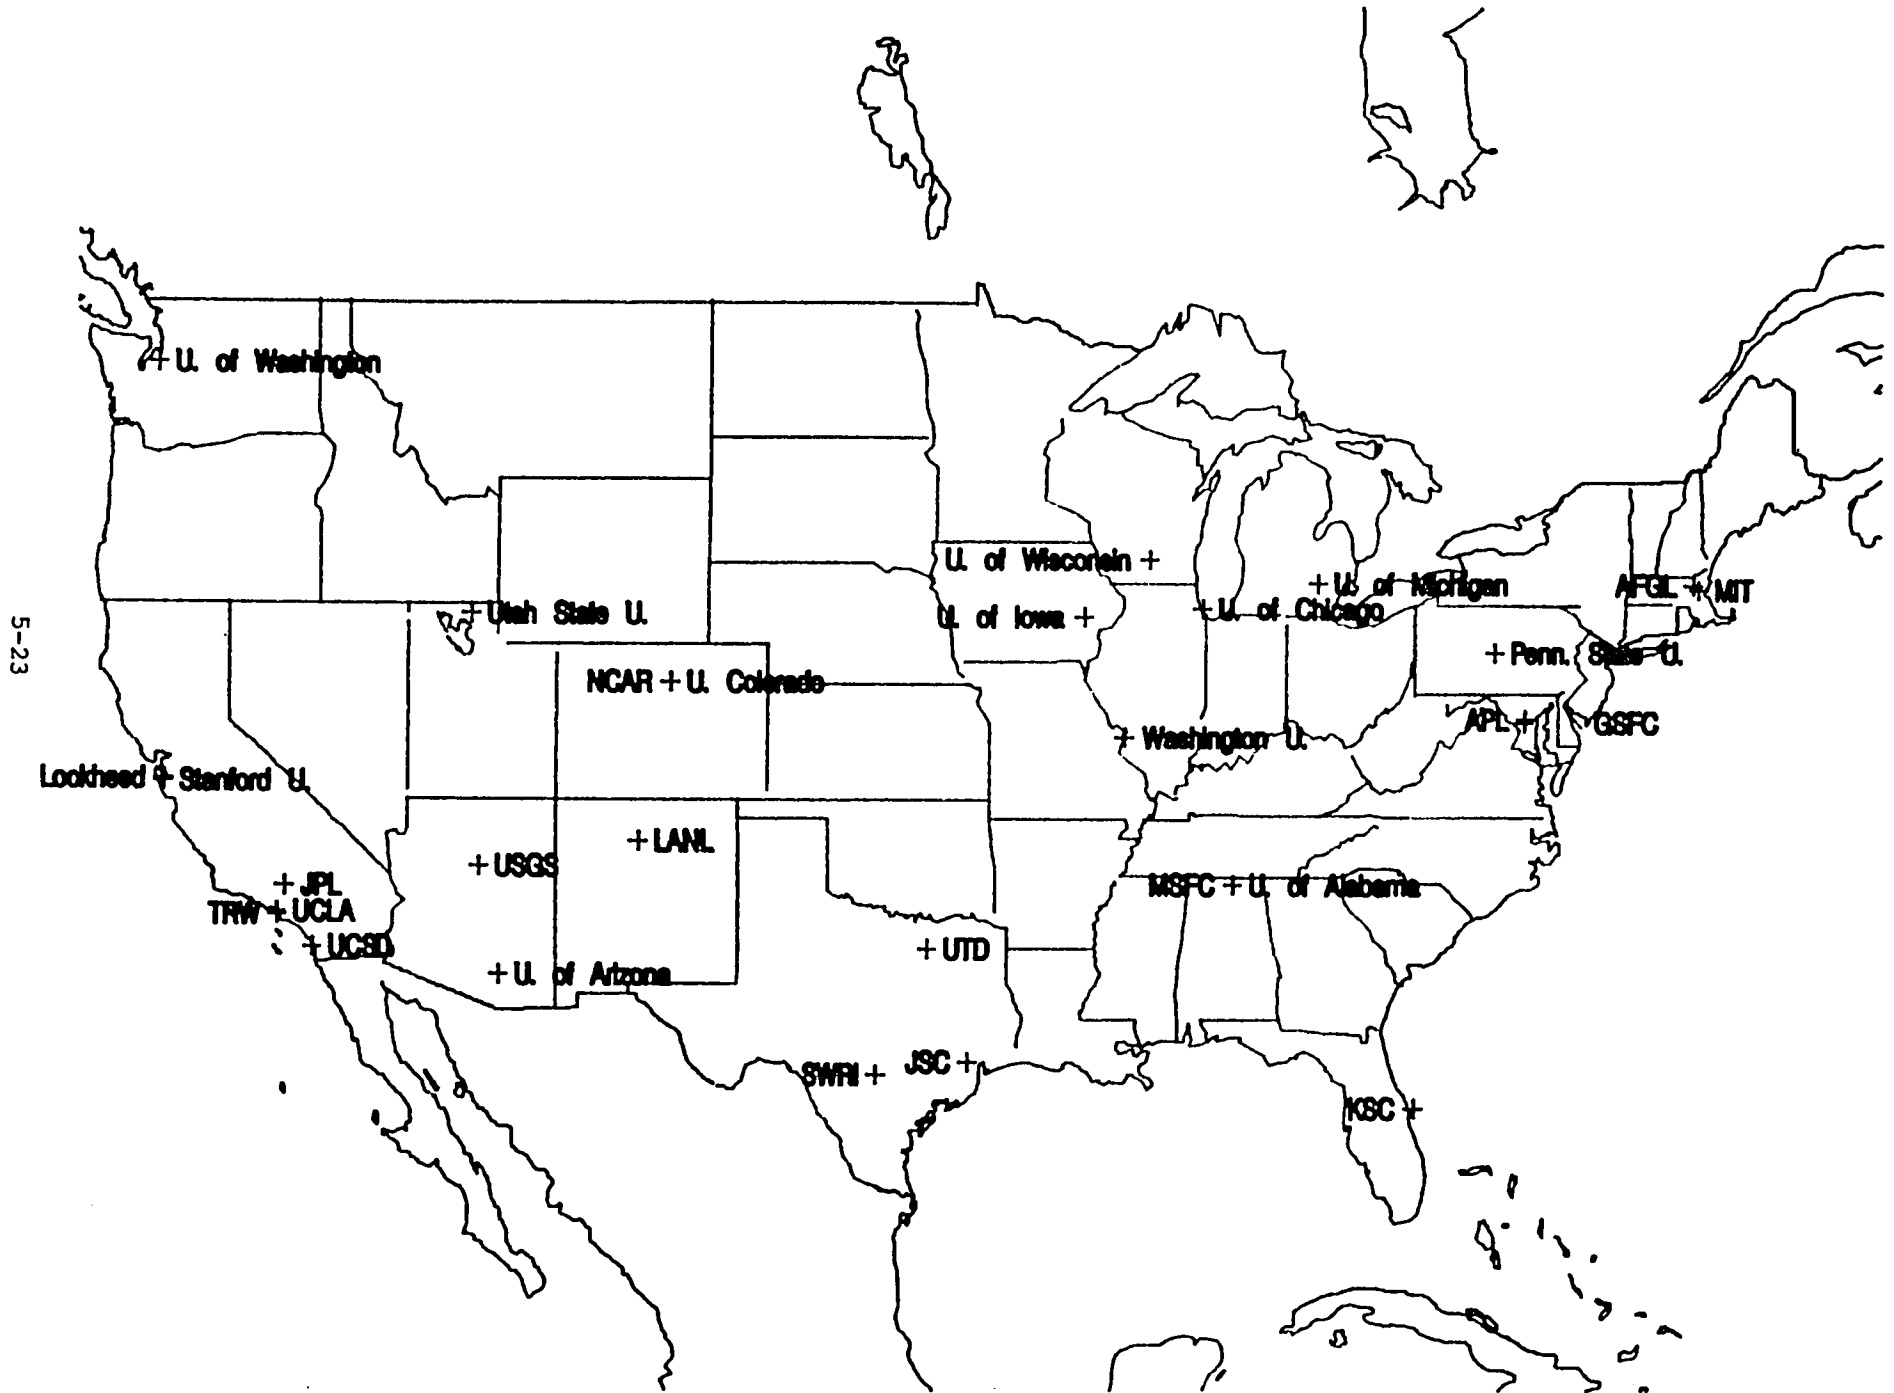 U. of Washington
U. of Wisconsin
U. of Michigan
AFGL
MIT
Utah State U.
U. of Iowa
U. of Chicago
5-23
Penn. State U.
NCAR
U. Colorado
APL
GSFC
Washington U.
Lockheed
Stanford U.
LANL
USGS
JPL
MSFC
U. of Alabama
TRW
UCLA
UCSD
UTD
U. of Arizona
SWRI
JSC
KSC